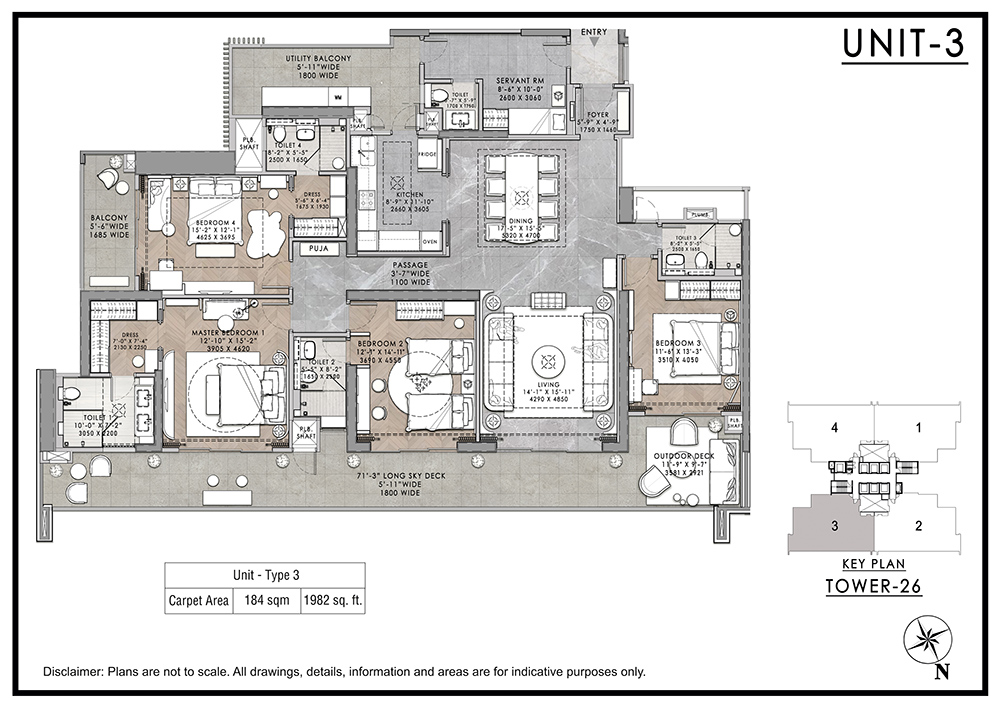 UNIT-3
ENTRY
UTILITY BALCONY
5'-11"WIDE
1800 WIDE
SERVANT RM
8'-6" X 10'-0"
2600 X 3060
TOILET
'-7" X 5'-9"
FOYER
5'-9" X 4'-9"
1750 X 1460
PLB.
SHAFT
PLB.
SHAFT
TOILET 4
8'-2" X 5'-5"
2500 X 1650
FRIDGE
KITCHEN
8'-9" X 11'-10"
2660 X 3605
OVEN
DINING
17'-5" X 15'-5"
5320 X 4700
BALCONY
5'-6"WIDE
1685 WIDE
BEDROOM 4
15'-2" X 12'-1"
4625 X 3695
DRESS
5'-6" X 6'-4"
1675 X 1930
PUJA
PASSAGE
3'-7"WIDE
1100 WIDE
TOILET 3
8'-2" X 5'-5"
2508 X 1650
DRESS
7'-0" X 7'-4"
2130 X 2250
MASTER BEDROOM 1
12'-10" X 15'-2"
3905 X 4620
BEDROOM 2
12'-1" X 14'-11"
3690 X 4558
TOILET 2
5'-5" X 8'-2"
1650 X 2500
LIVING
14'-1" X 15'-11"
4290 X 4850
BEDROOM 3
11'-6" X 13'-3"
3510 X 4050
TOILET 1
10'-0" X 7'-2"
3050 X 2200
PLB.
SHAFT
PLB.
SHAFT
OUTDOOR DECK
11'-9" X 9'-7"
3581 X 2921
71'-3" LONG SKY DECK
5'-11"WIDE
1800 WIDE
4
1
3
2
KEY PLAN
TOWER-26
Unit - Type 3
Carpet Area 184 sqm 1982 sq. ft.
N
Disclaimer: Plans are not to scale. All drawings, details, information and areas are for indicative purposes only.